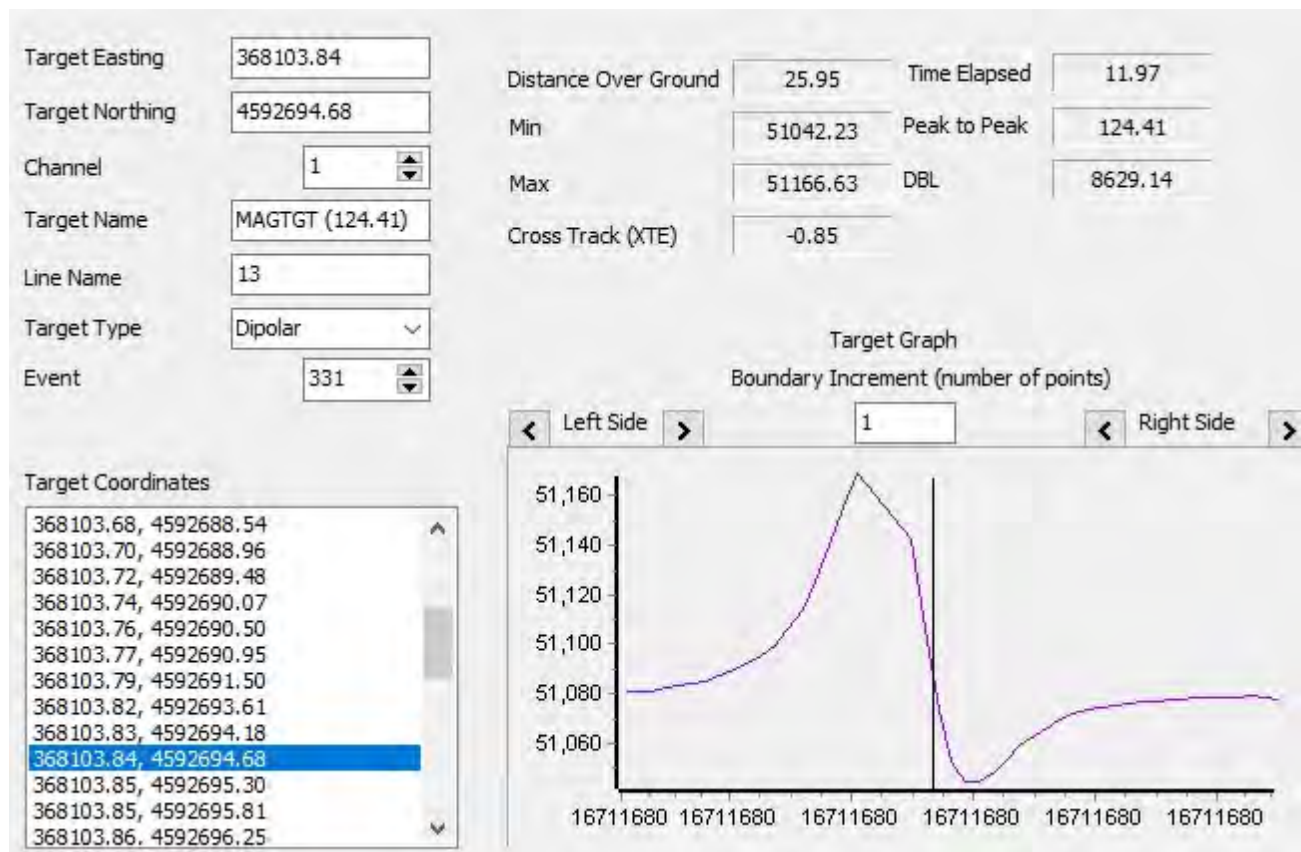 Target Easting 368103.84
Target Northing 4592694.68
Channel 1
Target Name MAGTGT (124.41)
Line Name 13
Target Type Dipolar
Event 331
Distance Over Ground 25.95 Time Elapsed 11.97
Min 51042.23 Peak to Peak 124.41
Max 51166.63 DBL 8629.14
Cross Track (XTE) -0.85
Target Coordinates
368103.68, 4592688.54
368103.70, 4592688.96
368103.72, 4592689.48
368103.74, 4592690.07
368103.76, 4592690.50
368103.77, 4592690.95
368103.79, 4592691.50
368103.82, 4592693.61
368103.83, 4592694.18
368103.84, 4592694.68
368103.85, 4592695.30
368103.85, 4592695.81
368103.86, 4592696.25
Target Graph
Boundary Increment (number of points)
< Left Side > 1 < Right Side >
51,160
51,140
51,120
51,100
51,080
51,060
16711680 16711680 16711680 16711680 16711680 16711680